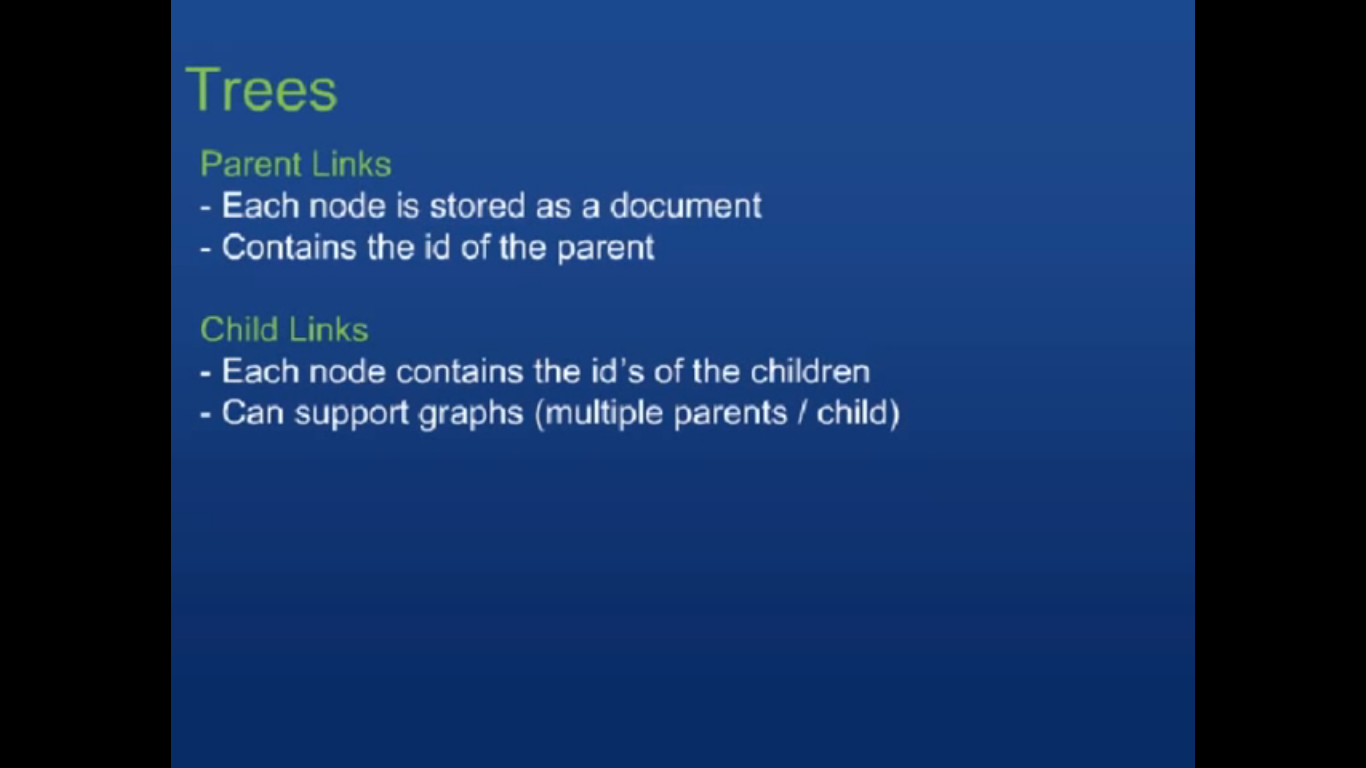 Trees
Parent Links
- Each node is stored as a document
- Contains the id of the parent
Child Links
- Each node contains the id’s of the children
- Can support graphs (multiple parents / child)